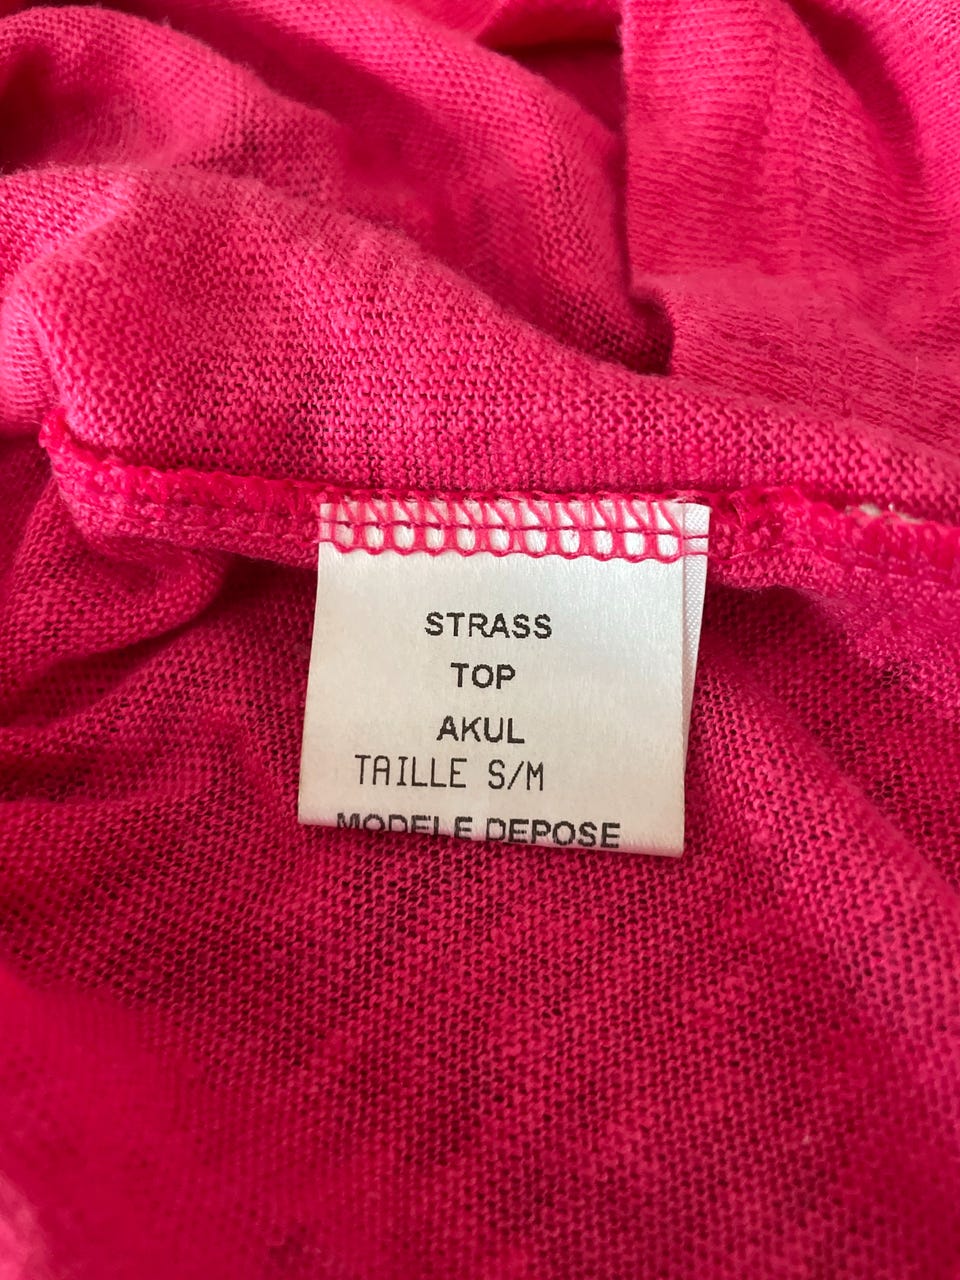 STRASS
TOP
AKUL
TAILLE S/M
MODELE DEPOSE